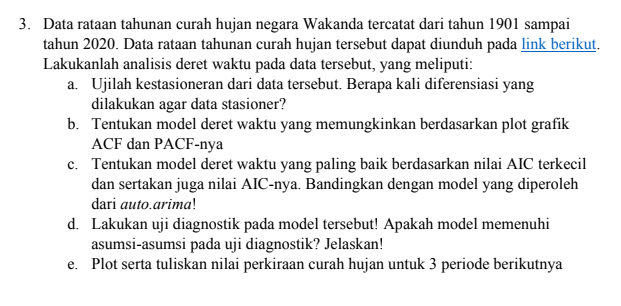 3. Data rataan tahunan curah hujan negara Wakanda tercatat dari tahun 1901 sampai
tahun 2020. Data rataan tahunan curah hujan tersebut dapat diunduh pada link berikut.
Lakukanlah analisis deret waktu pada data tersebut, yang meliputi:
a. Ujilah kestasioneran dari data tersebut. Berapa kali diferensiasi yang
dilakukan agar data stasioner?
b. Tentukan model deret waktu yang memungkinkan berdasarkan plot grafik
ACF dan PACF-nya
c. Tentukan model deret waktu yang paling baik berdasarkan nilai AIC terkecil
dan sertakan juga nilai AIC-nya. Bandingkan dengan model yang diperoleh
dari auto.arima!
d. Lakukan uji diagnostik pada model tersebut! Apakah model memenuhi
asumsi-asumsi pada uji diagnostik? Jelaskan!
e. Plot serta tuliskan nilai perkiraan curah hujan untuk 3 periode berikutnya